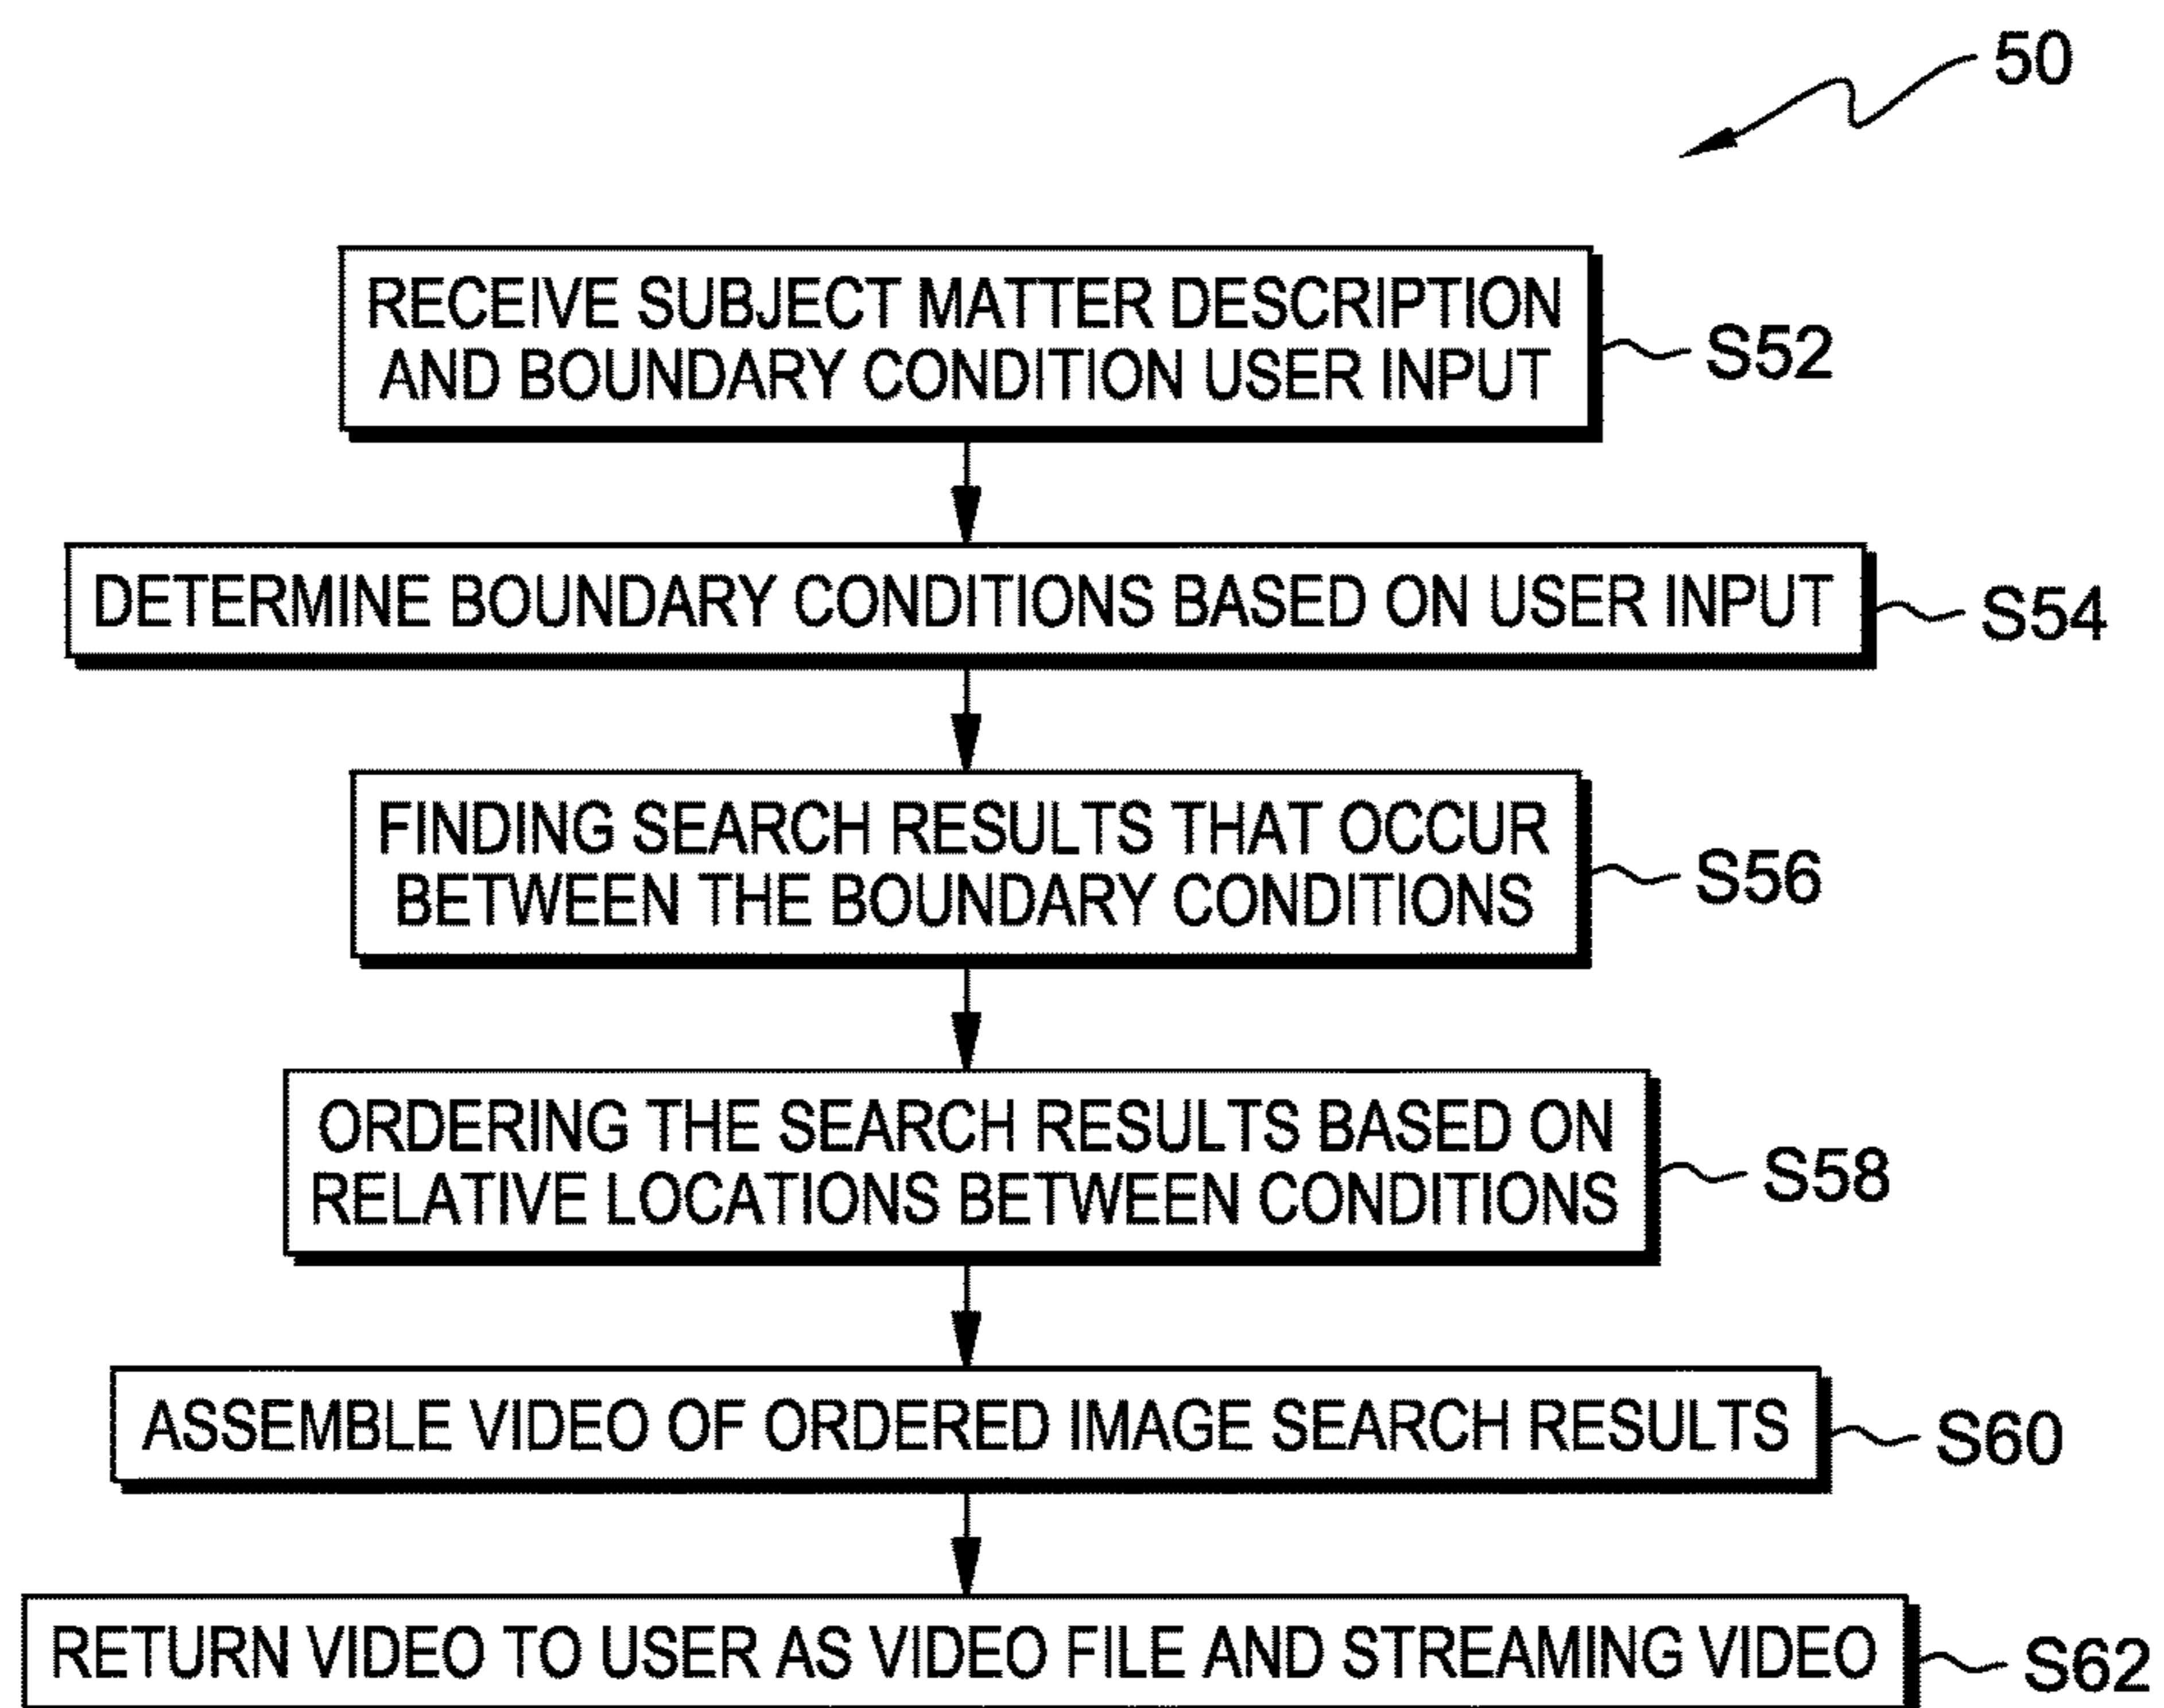 50
RECEIVE SUBJECT MATTER DESCRIPTION
AND BOUNDARY CONDITION USER INPUT
S52
DETERMINE BOUNDARY CONDITIONS BASED ON USER INPUT
S54
FINDING SEARCH RESULTS THAT OCCUR
BETWEEN THE BOUNDARY CONDITIONS
S56
ORDERING THE SEARCH RESULTS BASED ON
RELATIVE LOCATIONS BETWEEN CONDITIONS
S58
ASSEMBLE VIDEO OF ORDERED IMAGE SEARCH RESULTS
S60
RETURN VIDEO TO USER AS VIDEO FILE AND STREAMING VIDEO
S62